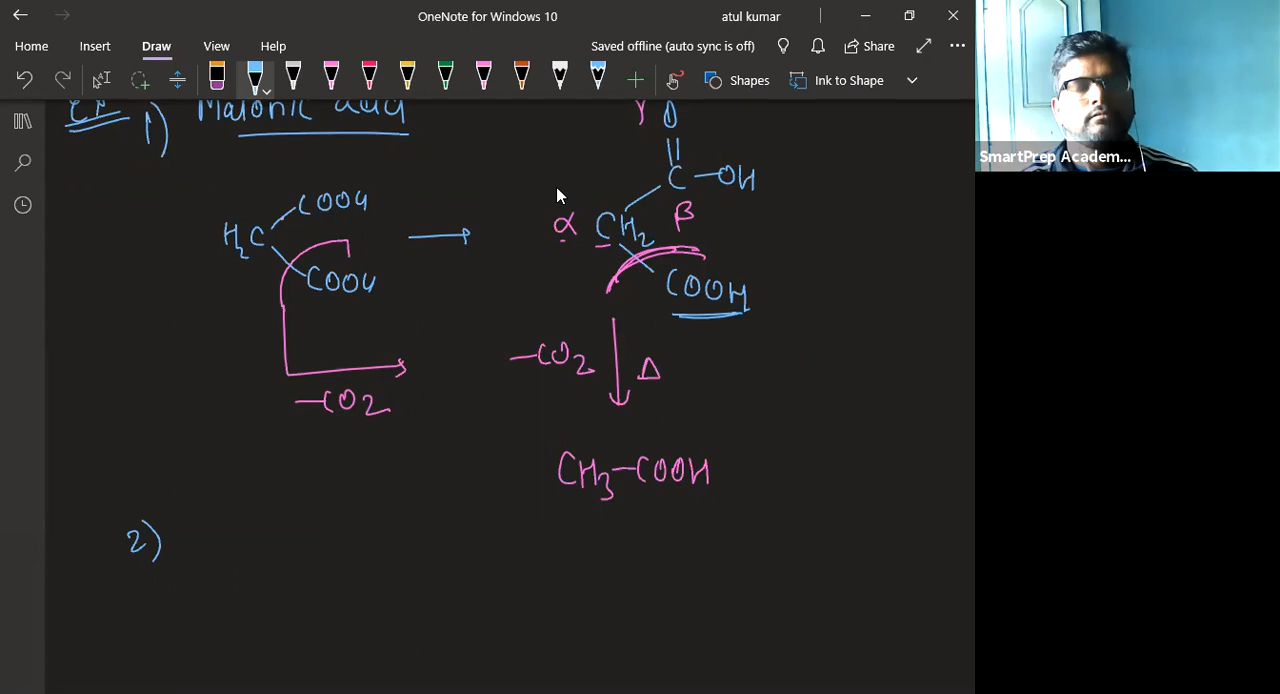 OneNote for Windows 10
atul kumar
Home Insert Draw View Help
Saved offline (auto sync is off)
Share
Shapes
Ink to Shape
SmartPrep Academ...
Ex 1) Malonic acid
γ O
||
C—OH
α CH2 β
COOH
H2C
COOH
COOH
—CO2
—CO2 Δ
CH3—COOH
2)